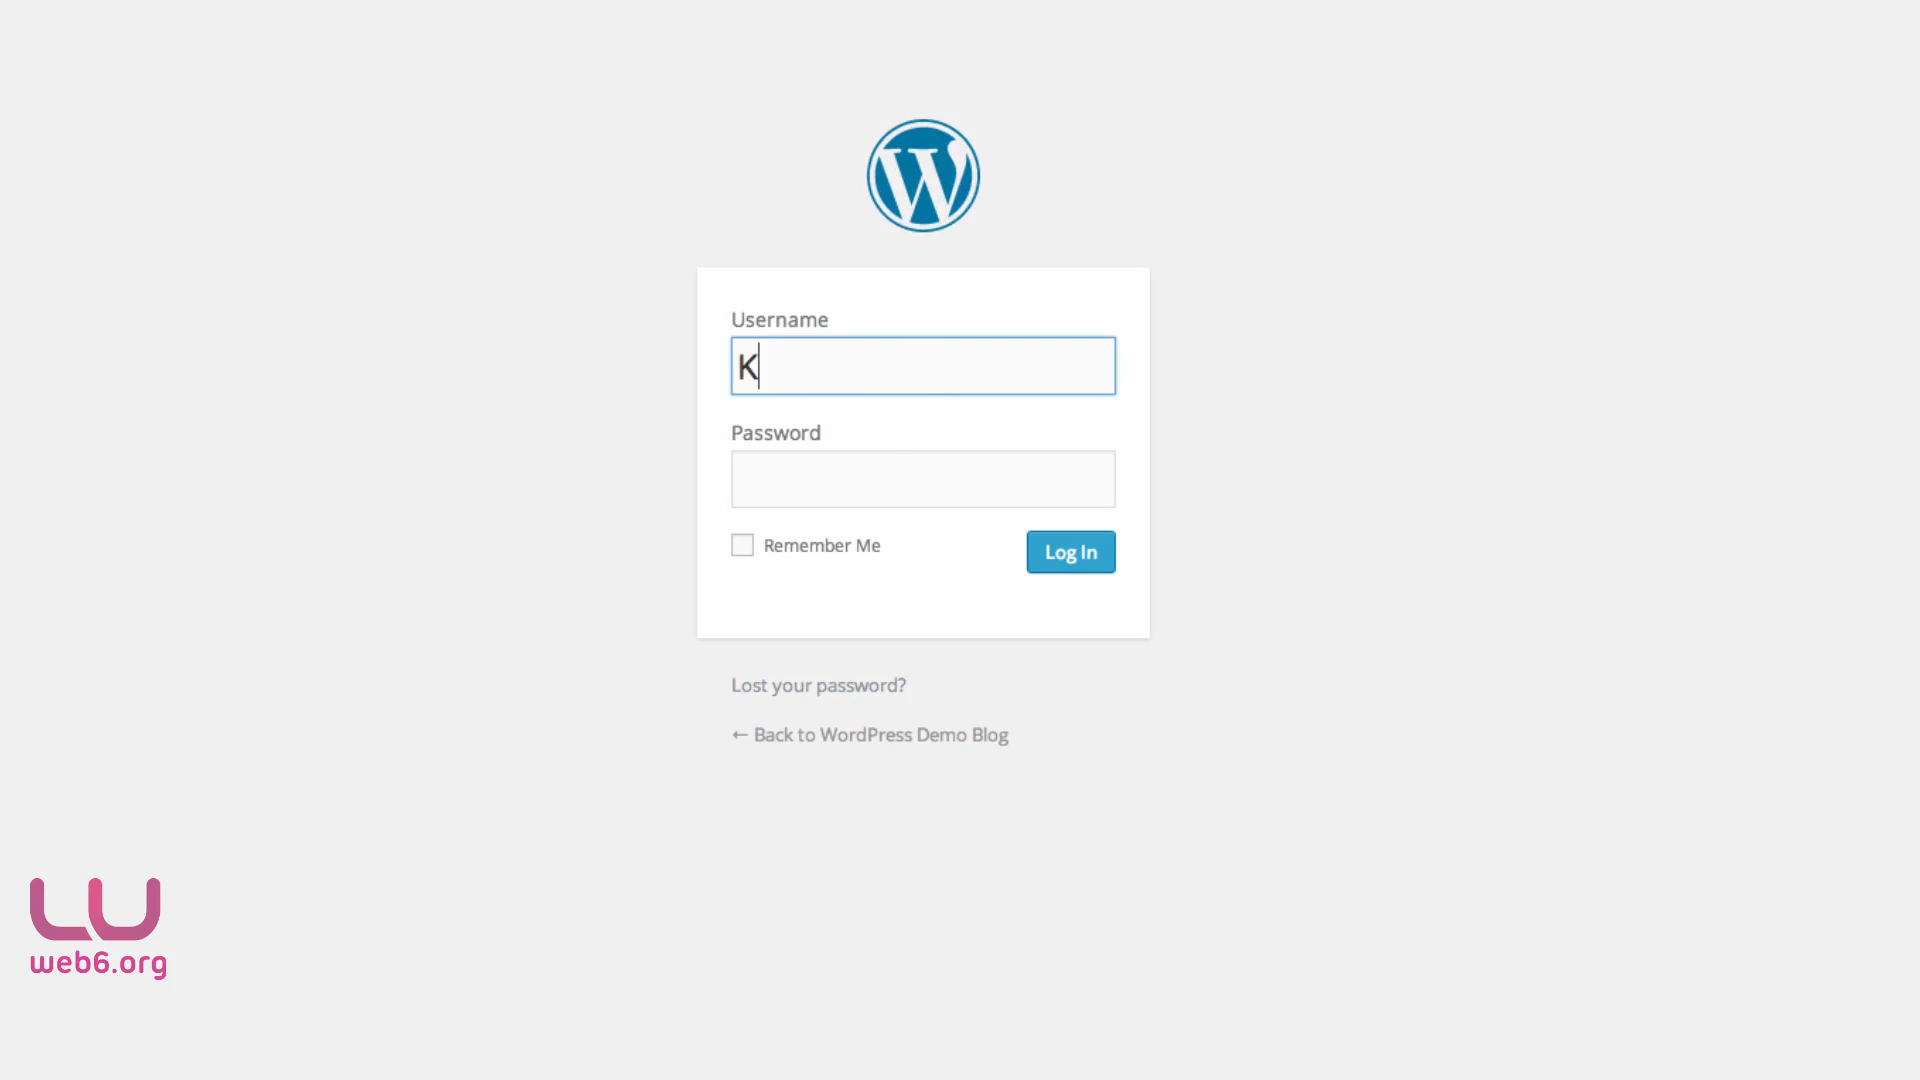 Username
K
Password
Remember Me
Log In
Lost your password?
← Back to WordPress Demo Blog
web6.org